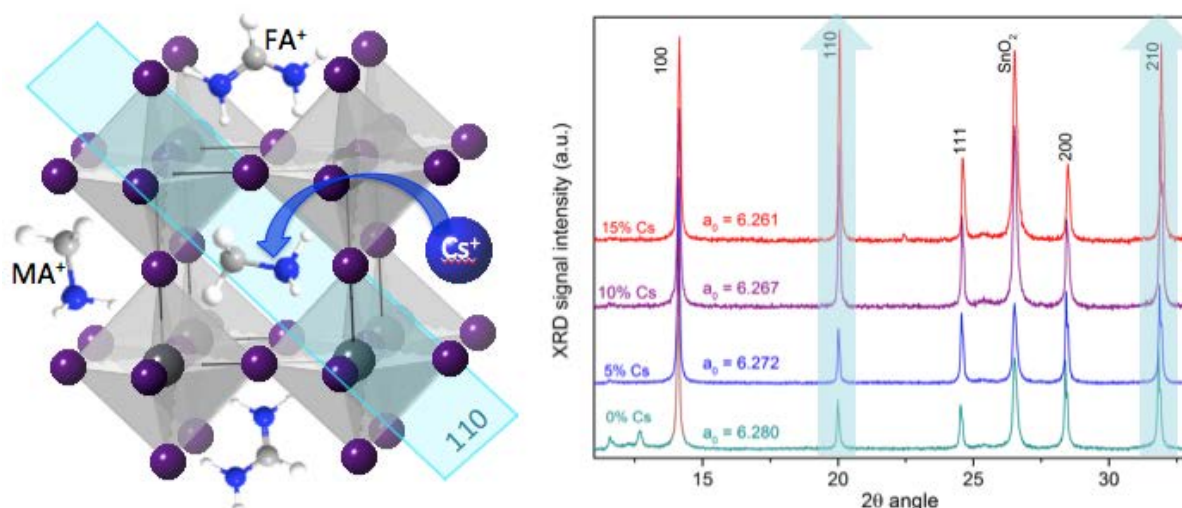 FA⁺
MA⁺
Cs⁺
110
XRD signal intensity (a.u.)
100
110
111
SnO₂
200
210
15% Cs
a₀ = 6.261
10% Cs
a₀ = 6.267
5% Cs
a₀ = 6.272
0% Cs
a₀ = 6.280
15
20
25
30
2θ angle